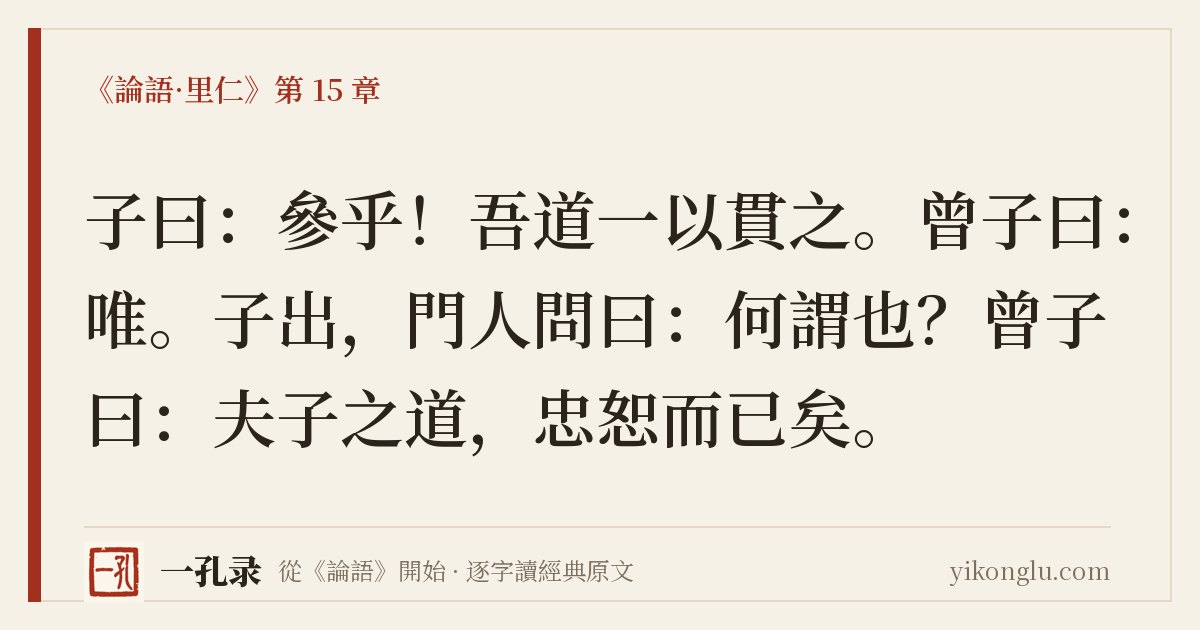 《論語·里仁》第 15 章
子曰：參乎！吾道一以貫之。曾子曰：
唯。子出，門人問曰：何謂也？曾子
曰：夫子之道，忠恕而已矣。
一孔
一孔录 從《論語》開始 · 逐字讀經典原文 yikonglu.com